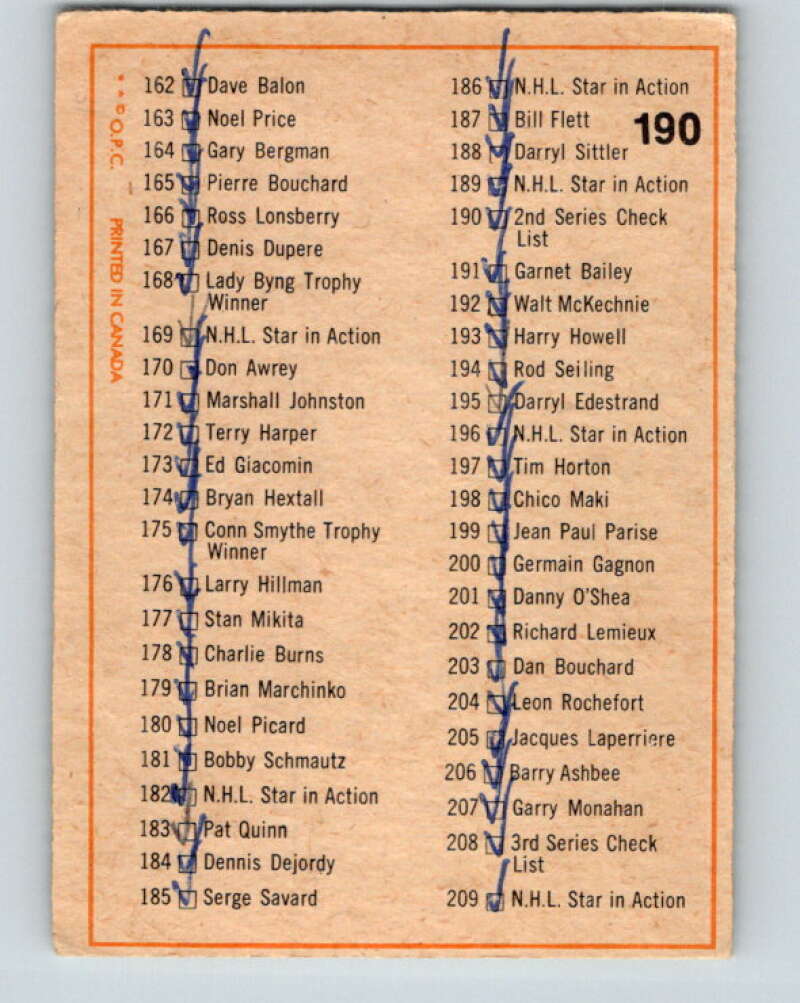 * * © O.P.C. PRINTED IN CANADA
162 Dave Balon
163 Noel Price
164 Gary Bergman
165 Pierre Bouchard
166 Ross Lonsberry
167 Denis Dupere
168 Lady Byng Trophy
Winner
169 N.H.L. Star in Action
170 Don Awrey
171 Marshall Johnston
172 Terry Harper
173 Ed Giacomin
174 Bryan Hextall
175 Conn Smythe Trophy
Winner
176 Larry Hillman
177 Stan Mikita
178 Charlie Burns
179 Brian Marchinko
180 Noel Picard
181 Bobby Schmautz
182 N.H.L. Star in Action
183 Pat Quinn
184 Dennis Dejordy
185 Serge Savard
190
186 N.H.L. Star in Action
187 Bill Flett
188 Darryl Sittler
189 N.H.L. Star in Action
190 2nd Series Check
List
191 Garnet Bailey
192 Walt McKechnie
193 Harry Howell
194 Rod Seiling
195 Darryl Edestrand
196 N.H.L. Star in Action
197 Tim Horton
198 Chico Maki
199 Jean Paul Parise
200 Germain Gagnon
201 Danny O'Shea
202 Richard Lemieux
203 Dan Bouchard
204 Leon Rochefort
205 Jacques Laperriere
206 Barry Ashbee
207 Garry Monahan
208 3rd Series Check
List
209 N.H.L. Star in Action